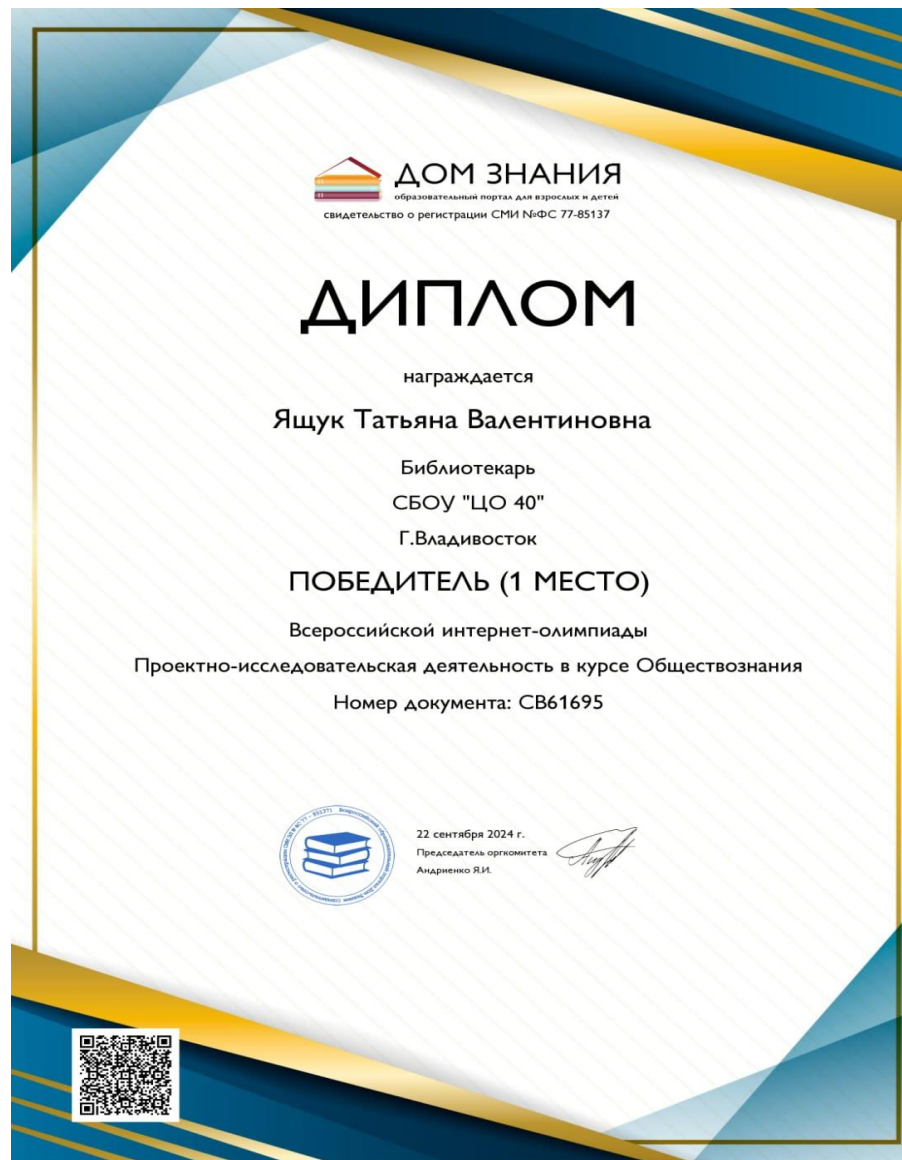 ДОМ ЗНАНИЯ
образовательный портал для взрослых и детей
свидетельство о регистрации СМИ №ФС 77-85137
ДИПЛОМ
награждается
Ящук Татьяна Валентиновна
Библиотекарь
СБОУ "ЦО 40"
Г.Владивосток
ПОБЕДИТЕЛЬ (1 МЕСТО)
Всероссийской интернет-олимпиады
Проектно-исследовательская деятельность в курсе Обществознания
Номер документа: СВ61695
22 сентября 2024 г.
Председатель оргкомитета
Андриенко Я.И.